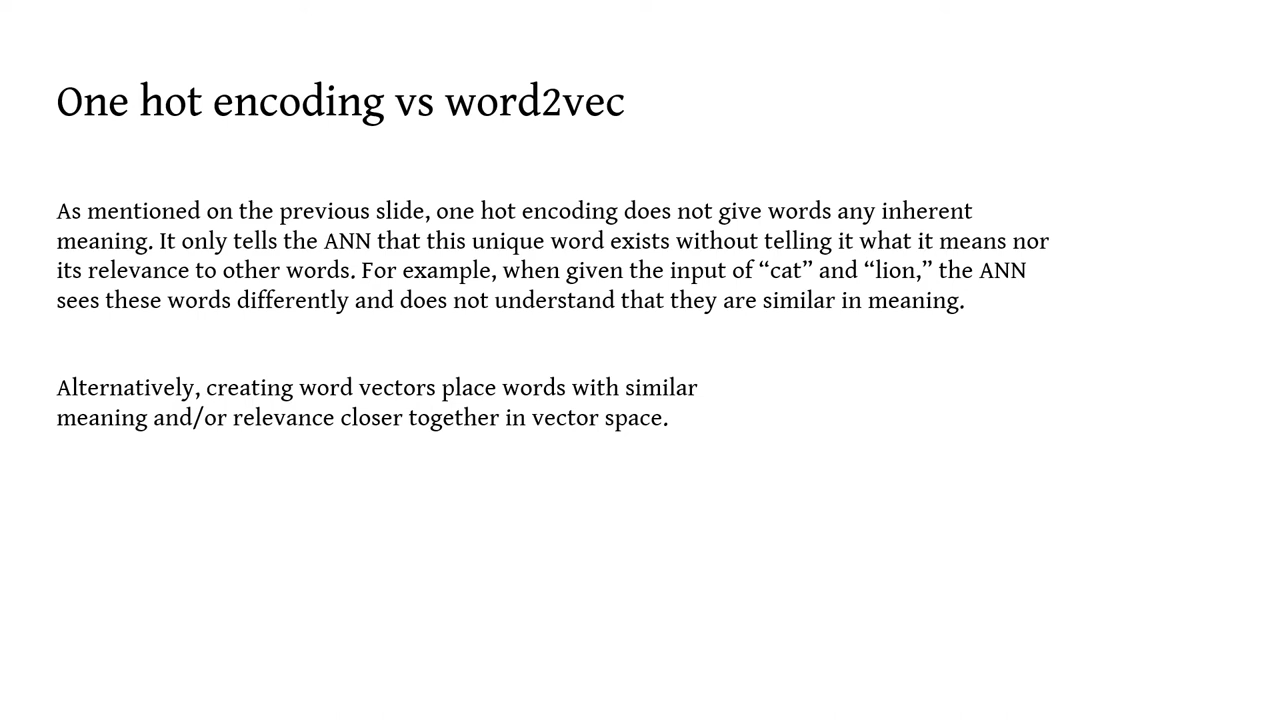 One hot encoding vs word2vec
As mentioned on the previous slide, one hot encoding does not give words any inherent
meaning. It only tells the ANN that this unique word exists without telling it what it means nor
its relevance to other words. For example, when given the input of “cat” and “lion,” the ANN
sees these words differently and does not understand that they are similar in meaning.
Alternatively, creating word vectors place words with similar
meaning and/or relevance closer together in vector space.